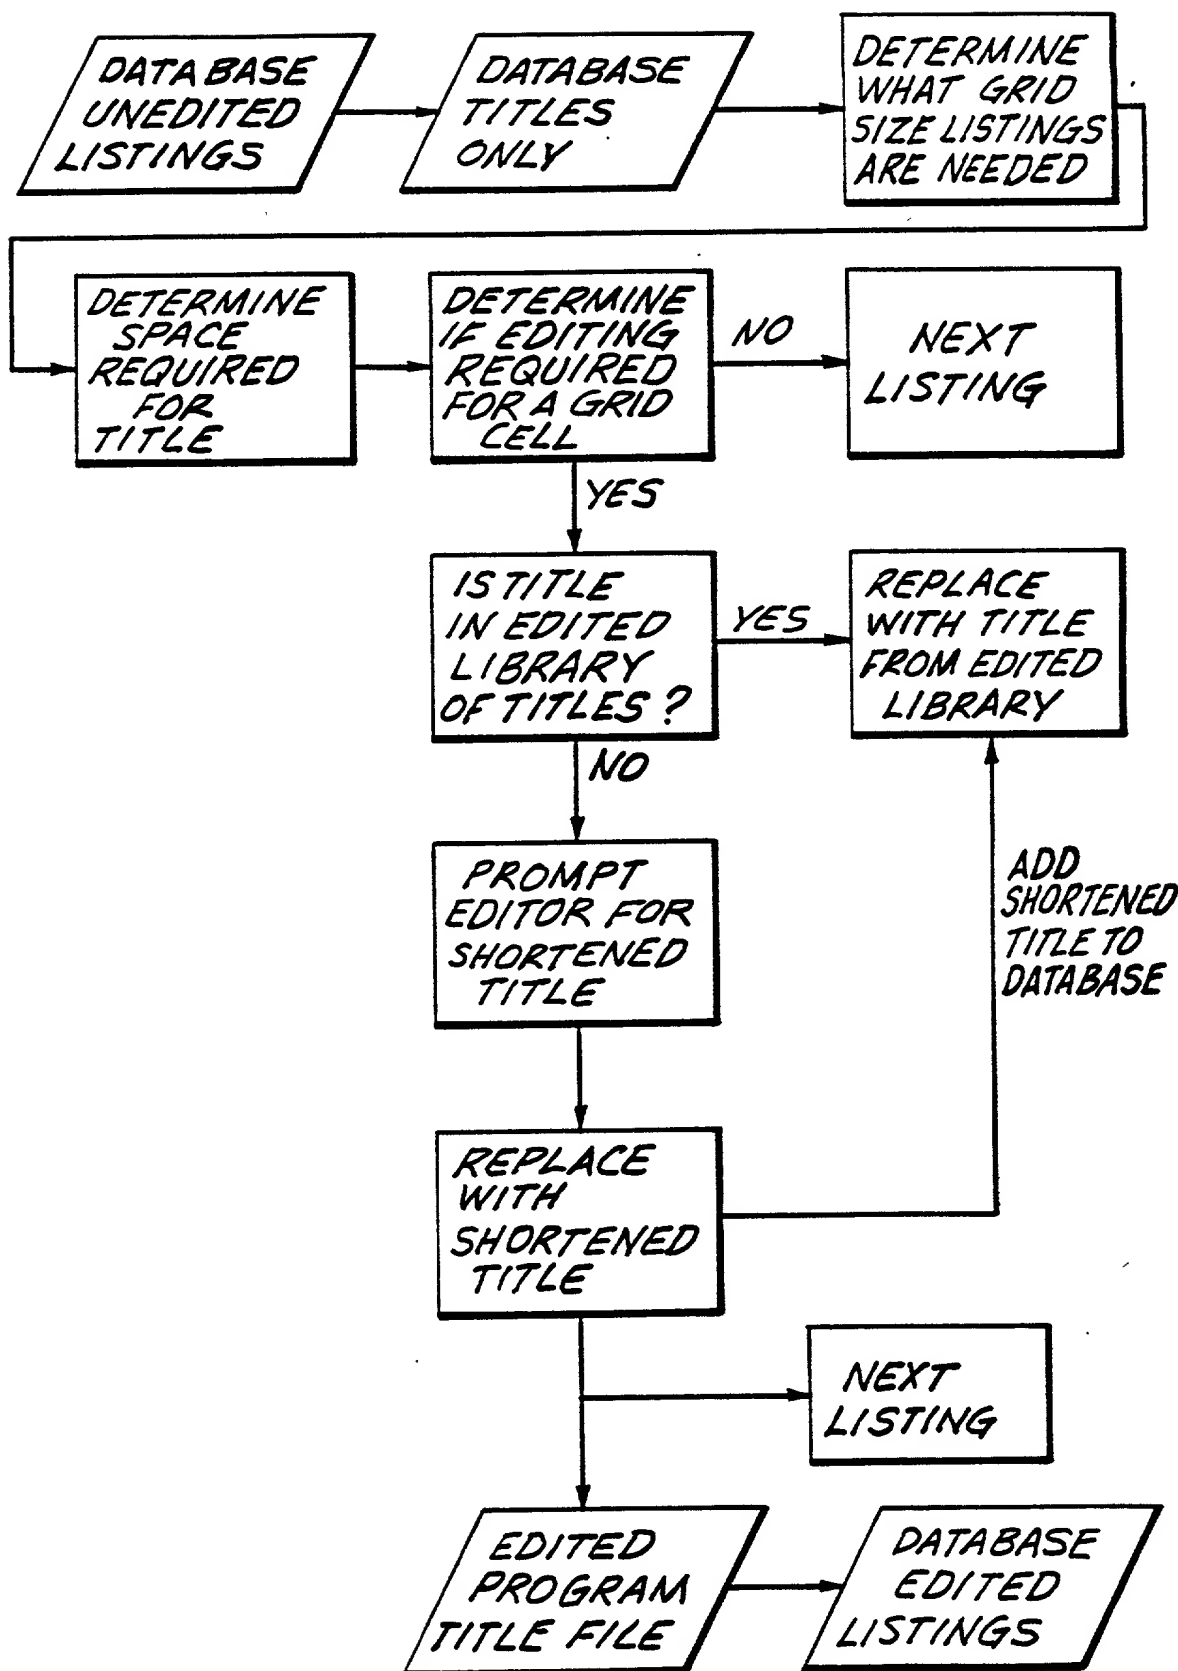 DATABASE
UNEDITED
LISTINGS
DATABASE
TITLES
ONLY
DETERMINE
WHAT GRID
SIZE LISTINGS
ARE NEEDED
DETERMINE
SPACE
REQUIRED
FOR
TITLE
DETERMINE
IF EDITING
REQUIRED
FOR A GRID
CELL
NO
NEXT
LISTING
YES
IS TITLE
IN EDITED
LIBRARY
OF TITLES?
YES
REPLACE
WITH TITLE
FROM EDITED
LIBRARY
NO
PROMPT
EDITOR FOR
SHORTENED
TITLE
ADD
SHORTENED
TITLE TO
DATABASE
REPLACE
WITH
SHORTENED
TITLE
NEXT
LISTING
EDITED
PROGRAM
TITLE FILE
DATABASE
EDITED
LISTINGS